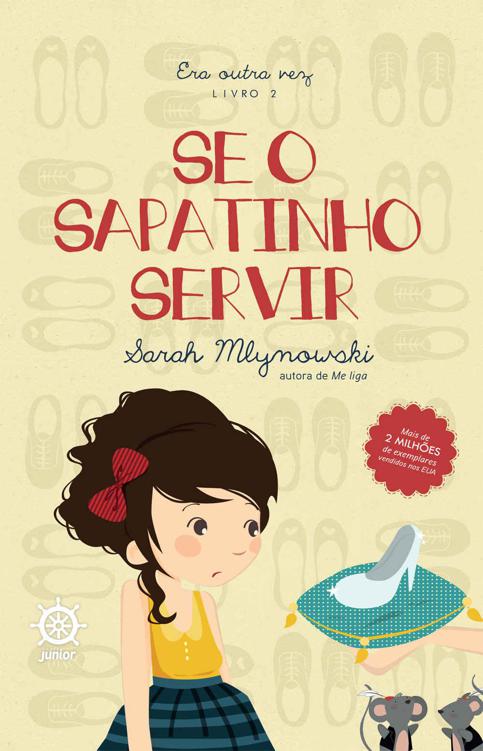 Era outra vez
LIVRO 2
SE O
SAPATINHO
SERVIR
Sarah Mlynowski
autora de Me liga
Mais de
2 MILHÕES
de exemplares
vendidos nos EUA
júnior